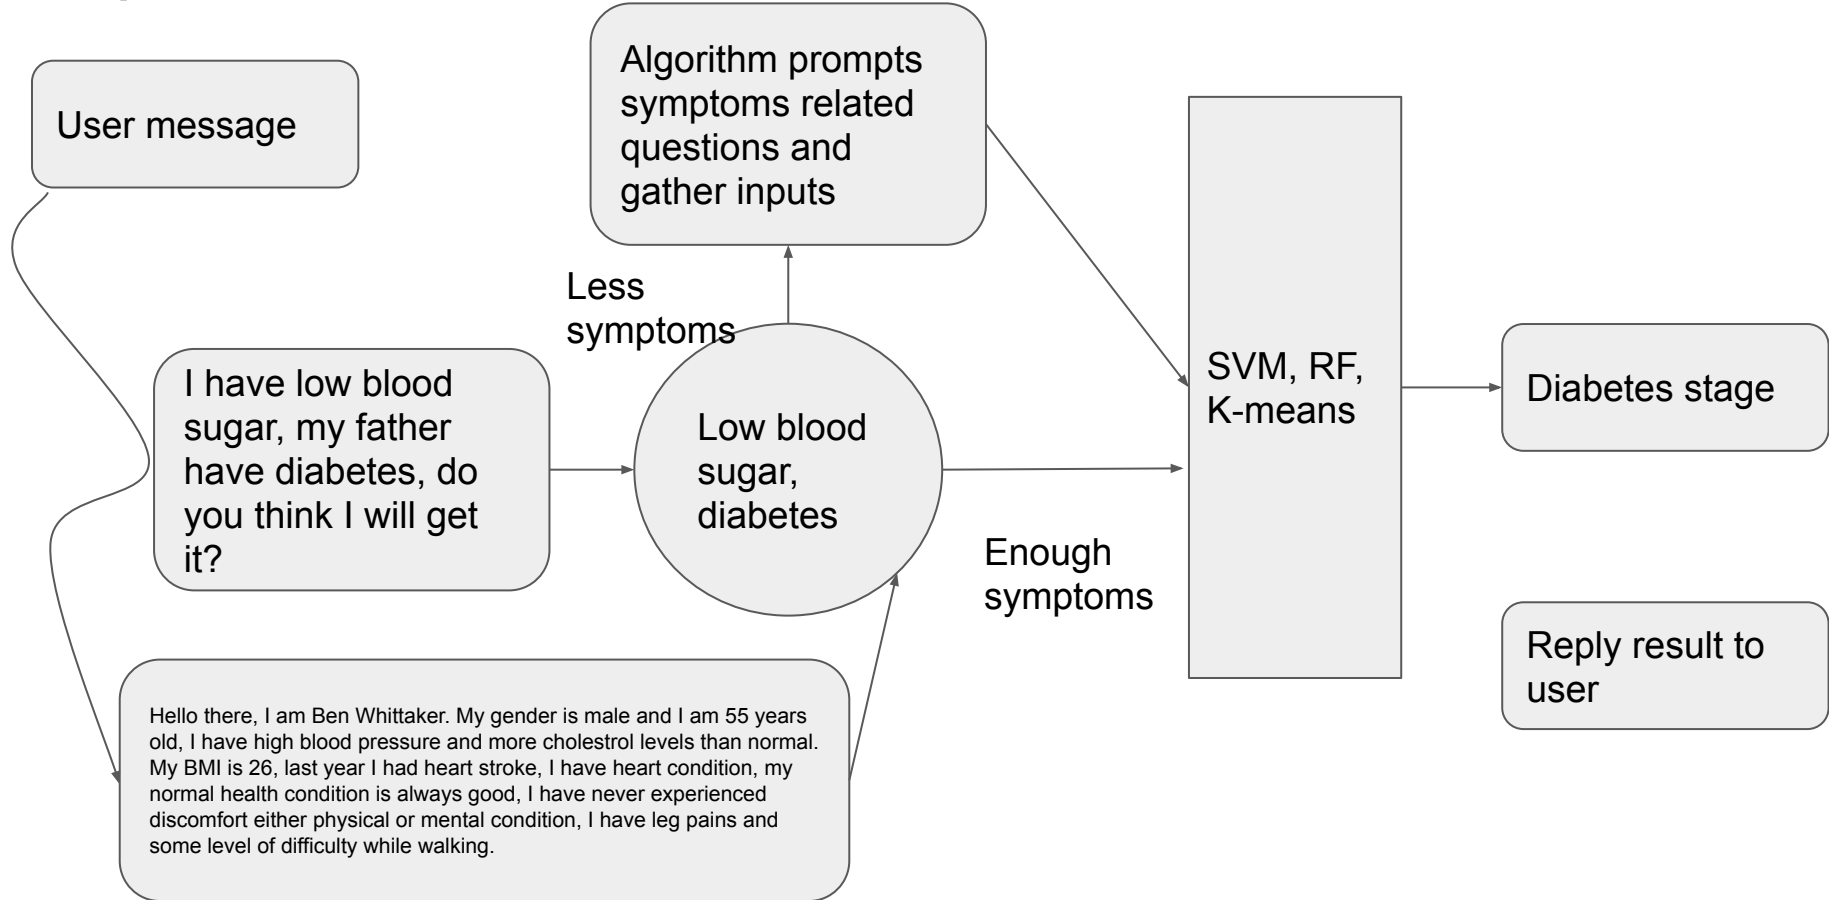 User message
Algorithm prompts
symptoms related
questions and
gather inputs
Less
symptoms
I have low blood
sugar, my father
have diabetes, do
you think I will get
it?
Low blood
sugar,
diabetes
Enough
symptoms
SVM, RF,
K-means
Diabetes stage
Reply result to
user
Hello there, I am Ben Whittaker. My gender is male and I am 55 years
old, I have high blood pressure and more cholestrol levels than normal.
My BMI is 26, last year I had heart stroke, I have heart condition, my
normal health condition is always good, I have never experienced
discomfort either physical or mental condition, I have leg pains and
some level of difficulty while walking.